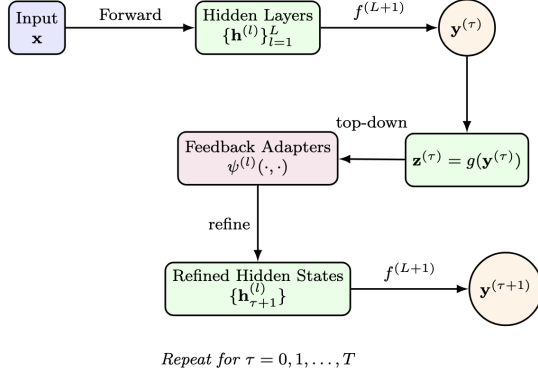 Input
x
Forward
Hidden Layers
{h^{(l)}}_{l=1}^{L}
f^{(L+1)}
y^{(τ)}
top-down
Feedback Adapters
ψ^{(l)}(·, ·)
z^{(τ)} = g(y^{(τ)})
refine
Refined Hidden States
{h_{τ+1}^{(l)}}
f^{(L+1)}
y^{(τ+1)}
Repeat for τ = 0, 1, . . . , T